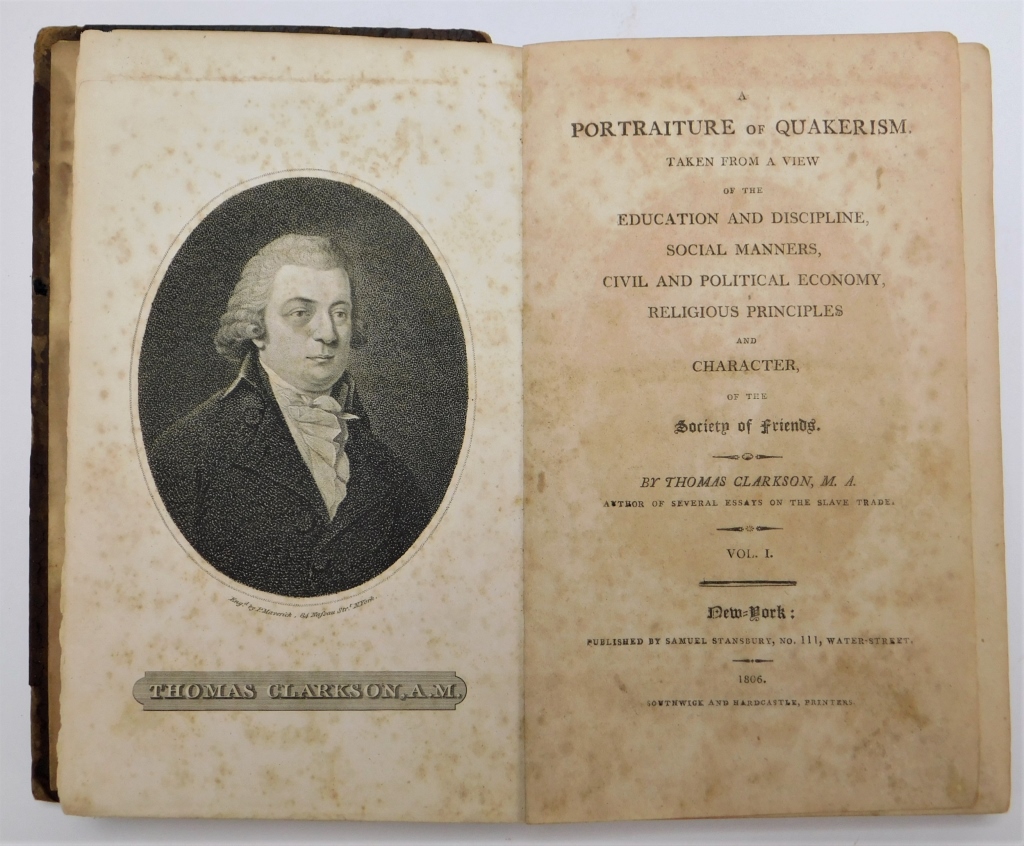 Eng.d by P. Maverick. 64 Nassau Str.t N.York.
THOMAS CLARKSON, A.M.
A
PORTRAITURE OF QUAKERISM.
TAKEN FROM A VIEW
OF THE
EDUCATION AND DISCIPLINE,
SOCIAL MANNERS,
CIVIL AND POLITICAL ECONOMY,
RELIGIOUS PRINCIPLES
AND
CHARACTER,
OF THE
Society of Friends.
BY THOMAS CLARKSON, M. A.
AUTHOR OF SEVERAL ESSAYS ON THE SLAVE TRADE.
VOL. I.
New-York:
PUBLISHED BY SAMUEL STANSBURY, NO. 111, WATER-STREET.
1806.
SOUTHWICK AND HARDCASTLE, PRINTERS.